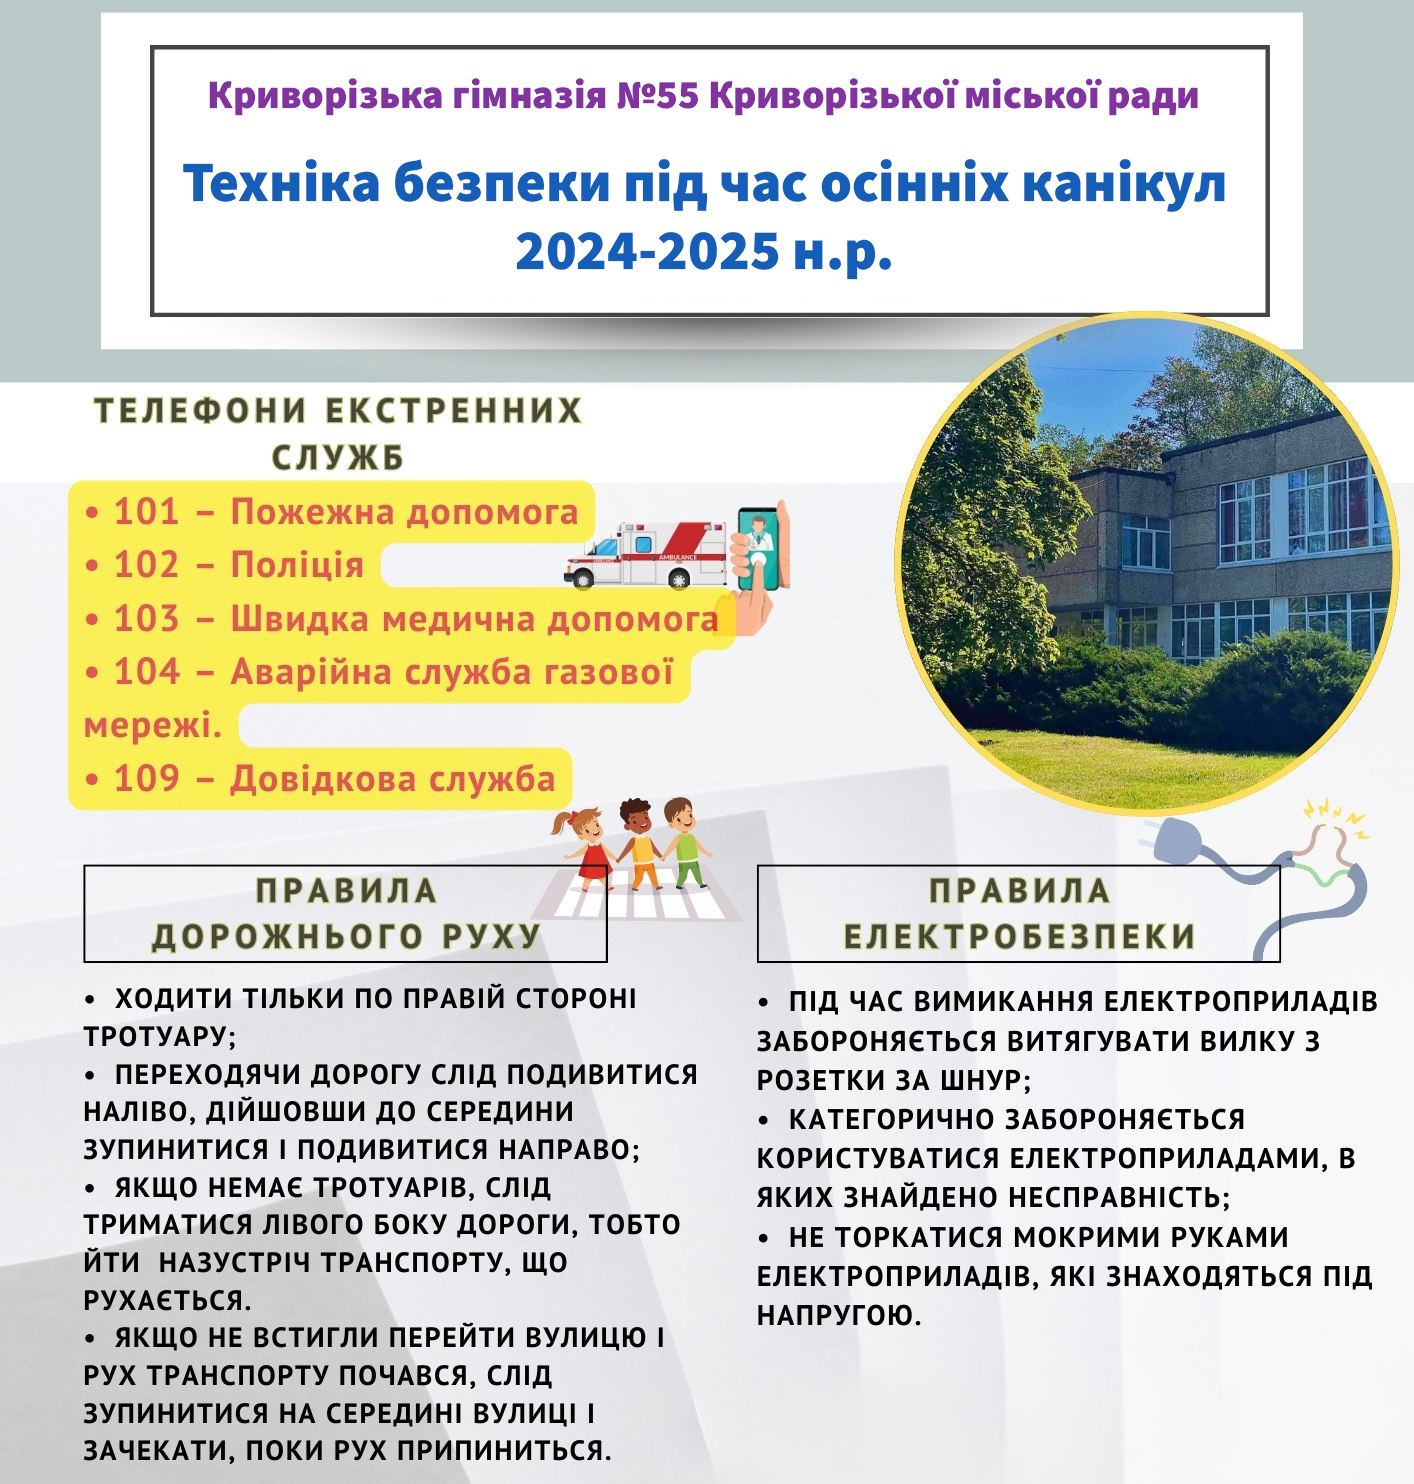 Криворізька гімназія №55 Криворізької міської ради
Техніка безпеки під час осінніх канікул
2024-2025 н.р.
ТЕЛЕФОНИ ЕКСТРЕННИХ
СЛУЖБ
• 101 – Пожежна допомога
• 102 – Поліція
• 103 – Швидка медична допомога
• 104 – Аварійна служба газової
мережі.
• 109 – Довідкова служба
AMBULANCE
ПРАВИЛА
ДОРОЖНЬОГО РУХУ
• ХОДИТИ ТІЛЬКИ ПО ПРАВІЙ СТОРОНІ
ТРОТУАРУ;
• ПЕРЕХОДЯЧИ ДОРОГУ СЛІД ПОДИВИТИСЯ
НАЛІВО, ДІЙШОВШИ ДО СЕРЕДИНИ
ЗУПИНИТИСЯ І ПОДИВИТИСЯ НАПРАВО;
• ЯКЩО НЕМАЄ ТРОТУАРІВ, СЛІД
ТРИМАТИСЯ ЛІВОГО БОКУ ДОРОГИ, ТОБТО
ЙТИ НАЗУСТРІЧ ТРАНСПОРТУ, ЩО
РУХАЄТЬСЯ.
• ЯКЩО НЕ ВСТИГЛИ ПЕРЕЙТИ ВУЛИЦЮ І
РУХ ТРАНСПОРТУ ПОЧАВСЯ, СЛІД
ЗУПИНИТИСЯ НА СЕРЕДИНІ ВУЛИЦІ І
ЗАЧЕКАТИ, ПОКИ РУХ ПРИПИНИТЬСЯ.
ПРАВИЛА
ЕЛЕКТРОБЕЗПЕКИ
• ПІД ЧАС ВИМИКАННЯ ЕЛЕКТРОПРИЛАДІВ
ЗАБОРОНЯЄТЬСЯ ВИТЯГУВАТИ ВИЛКУ З
РОЗЕТКИ ЗА ШНУР;
• КАТЕГОРИЧНО ЗАБОРОНЯЄТЬСЯ
КОРИСТУВАТИСЯ ЕЛЕКТРОПРИЛАДАМИ, В
ЯКИХ ЗНАЙДЕНО НЕСПРАВНІСТЬ;
• НЕ ТОРКАТИСЯ МОКРИМИ РУКАМИ
ЕЛЕКТРОПРИЛАДІВ, ЯКІ ЗНАХОДЯТЬСЯ ПІД
НАПРУГОЮ.